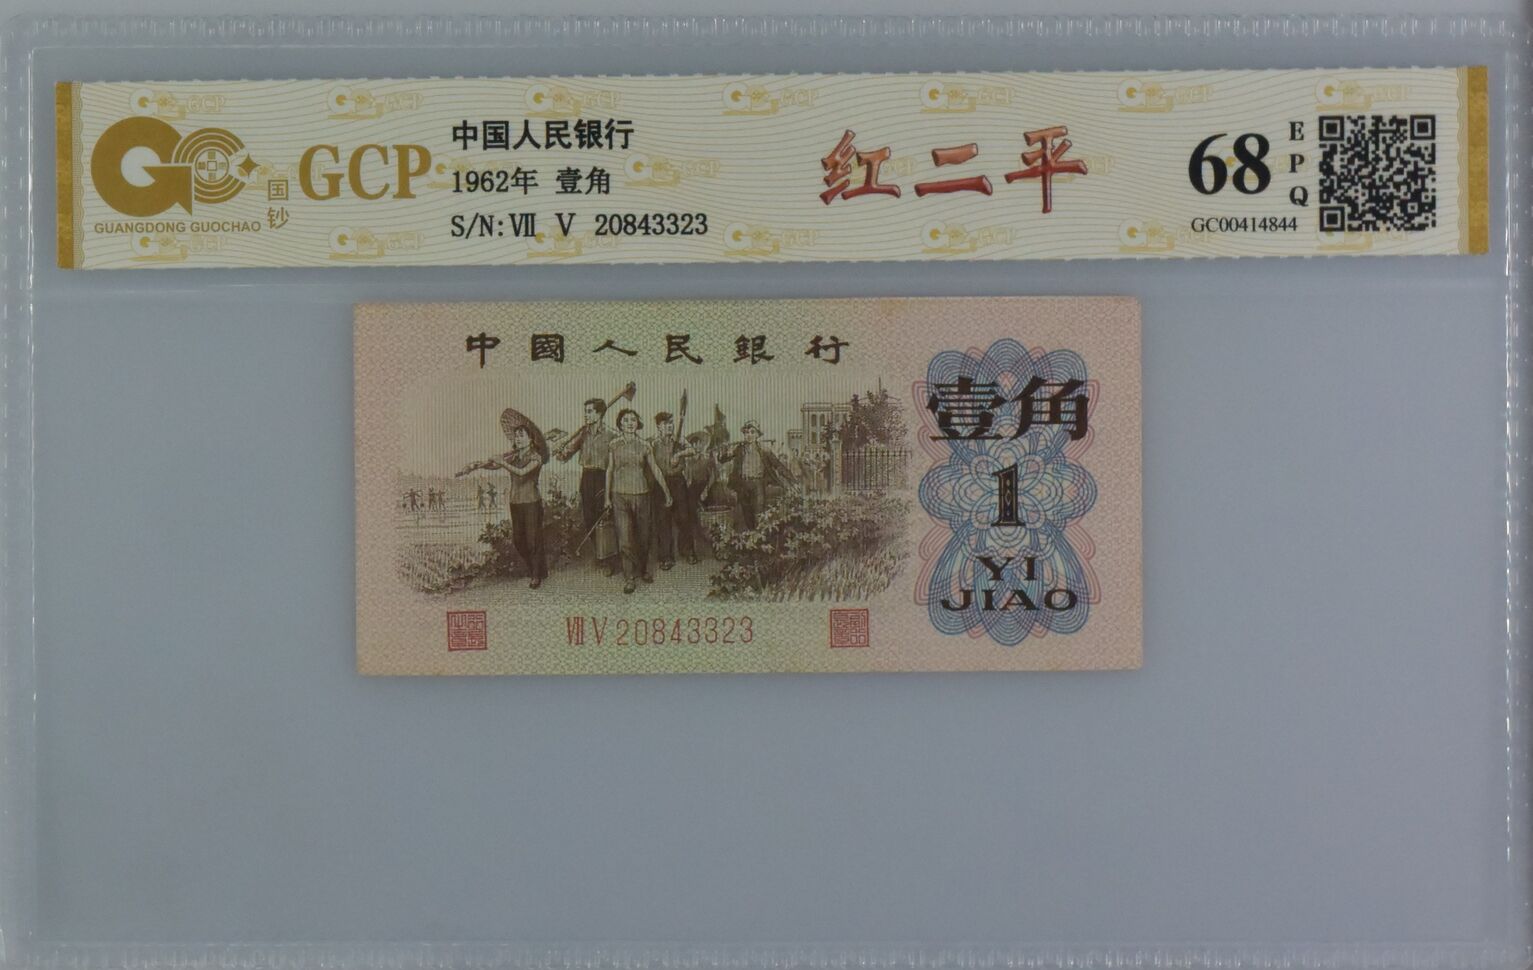 GUANGDONG GUOCHAO
国钞
GCP
中国人民银行
1962年 壹角
S/N: Ⅶ Ⅴ 20843323
红二平
68
EPQ
GC00414844
中國人民銀行
壹角
1
YI
JIAO
Ⅶ Ⅴ 20843323